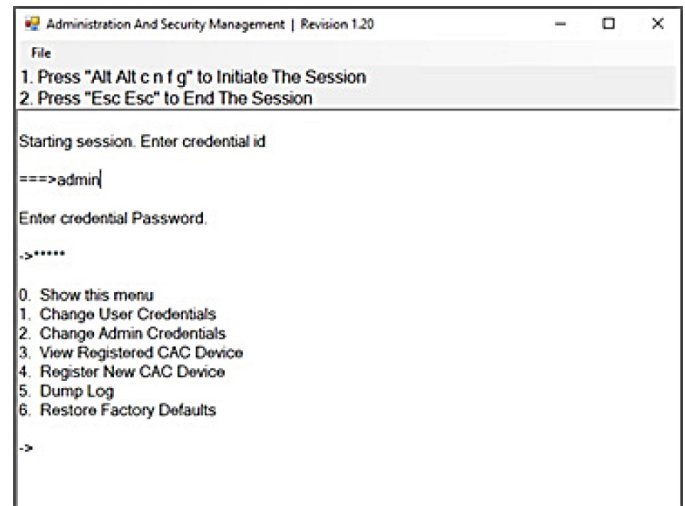 Administration And Security Management | Revision 1.20
File
1. Press "Alt Alt c n f g" to Initiate The Session
2. Press "Esc Esc" to End The Session
Starting session. Enter credential id
===>admin
Enter credential Password.
->*****
0. Show this menu
1. Change User Credentials
2. Change Admin Credentials
3. View Registered CAC Device
4. Register New CAC Device
5. Dump Log
6. Restore Factory Defaults
->